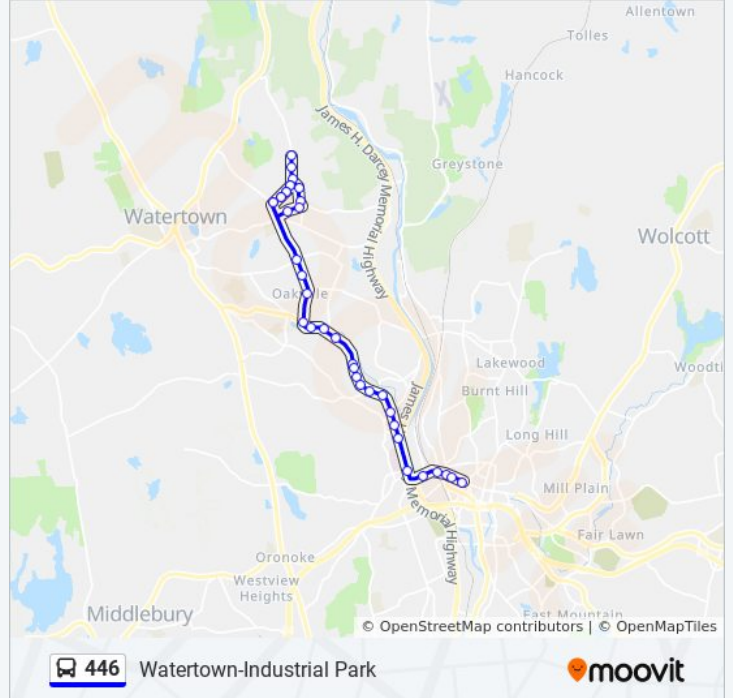 Allentown
Tolles
Hancock
James H. Darcey Memorial Highway
Greystone
Watertown
Wolcott
Oakville
Lakewood
Woodti
Burnt Hill
James
Long Hill
Mill Plain
Memorial Highway
Fair Lawn
Oronoke
Westview
Heights
Middlebury
East Mountain
© OpenStreetMap contributors | © OpenMapTiles
446 Watertown-Industrial Park
moovit